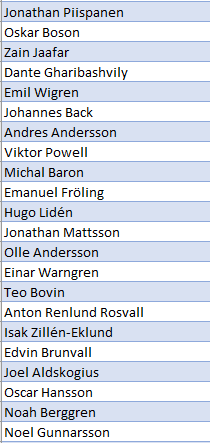 Jonathan Piispanen
Oskar Boson
Zain Jaafar
Dante Gharibashvily
Emil Wigren
Johannes Back
Andres Andersson
Viktor Powell
Michal Baron
Emanuel Fröling
Hugo Lidén
Jonathan Mattsson
Olle Andersson
Einar Warngren
Teo Bovin
Anton Renlund Rosvall
Isak Zillén-Eklund
Edvin Brunvall
Joel Aldskogius
Oscar Hansson
Noah Berggren
Noel Gunnarsson